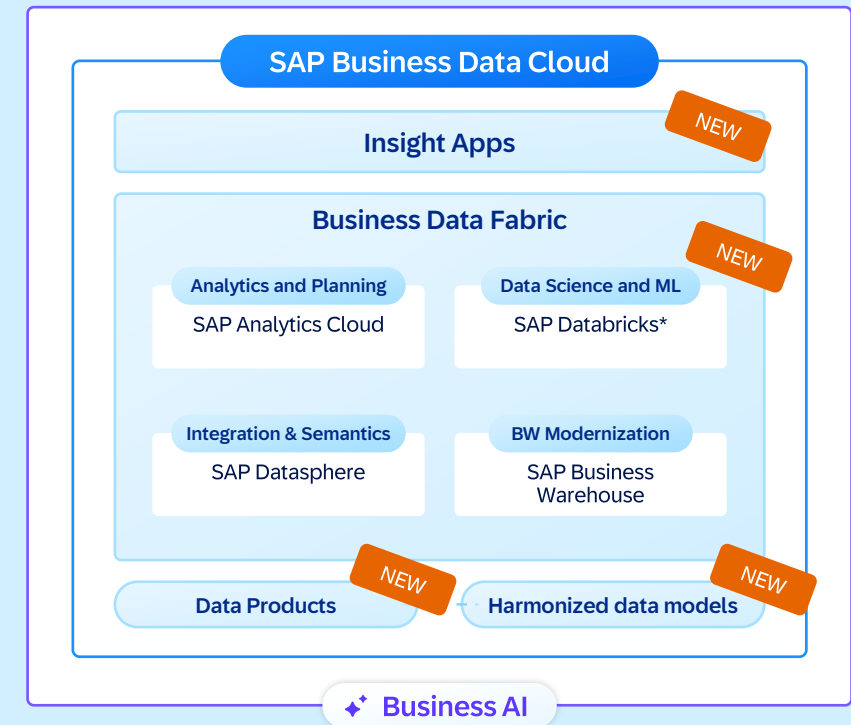 SAP Business Data Cloud
NEW
Insight Apps
Business Data Fabric
NEW
Analytics and Planning
SAP Analytics Cloud
Data Science and ML
SAP Databricks*
Integration & Semantics
SAP Datasphere
BW Modernization
SAP Business
Warehouse
NEW
Data Products
NEW
Harmonized data models
Business AI